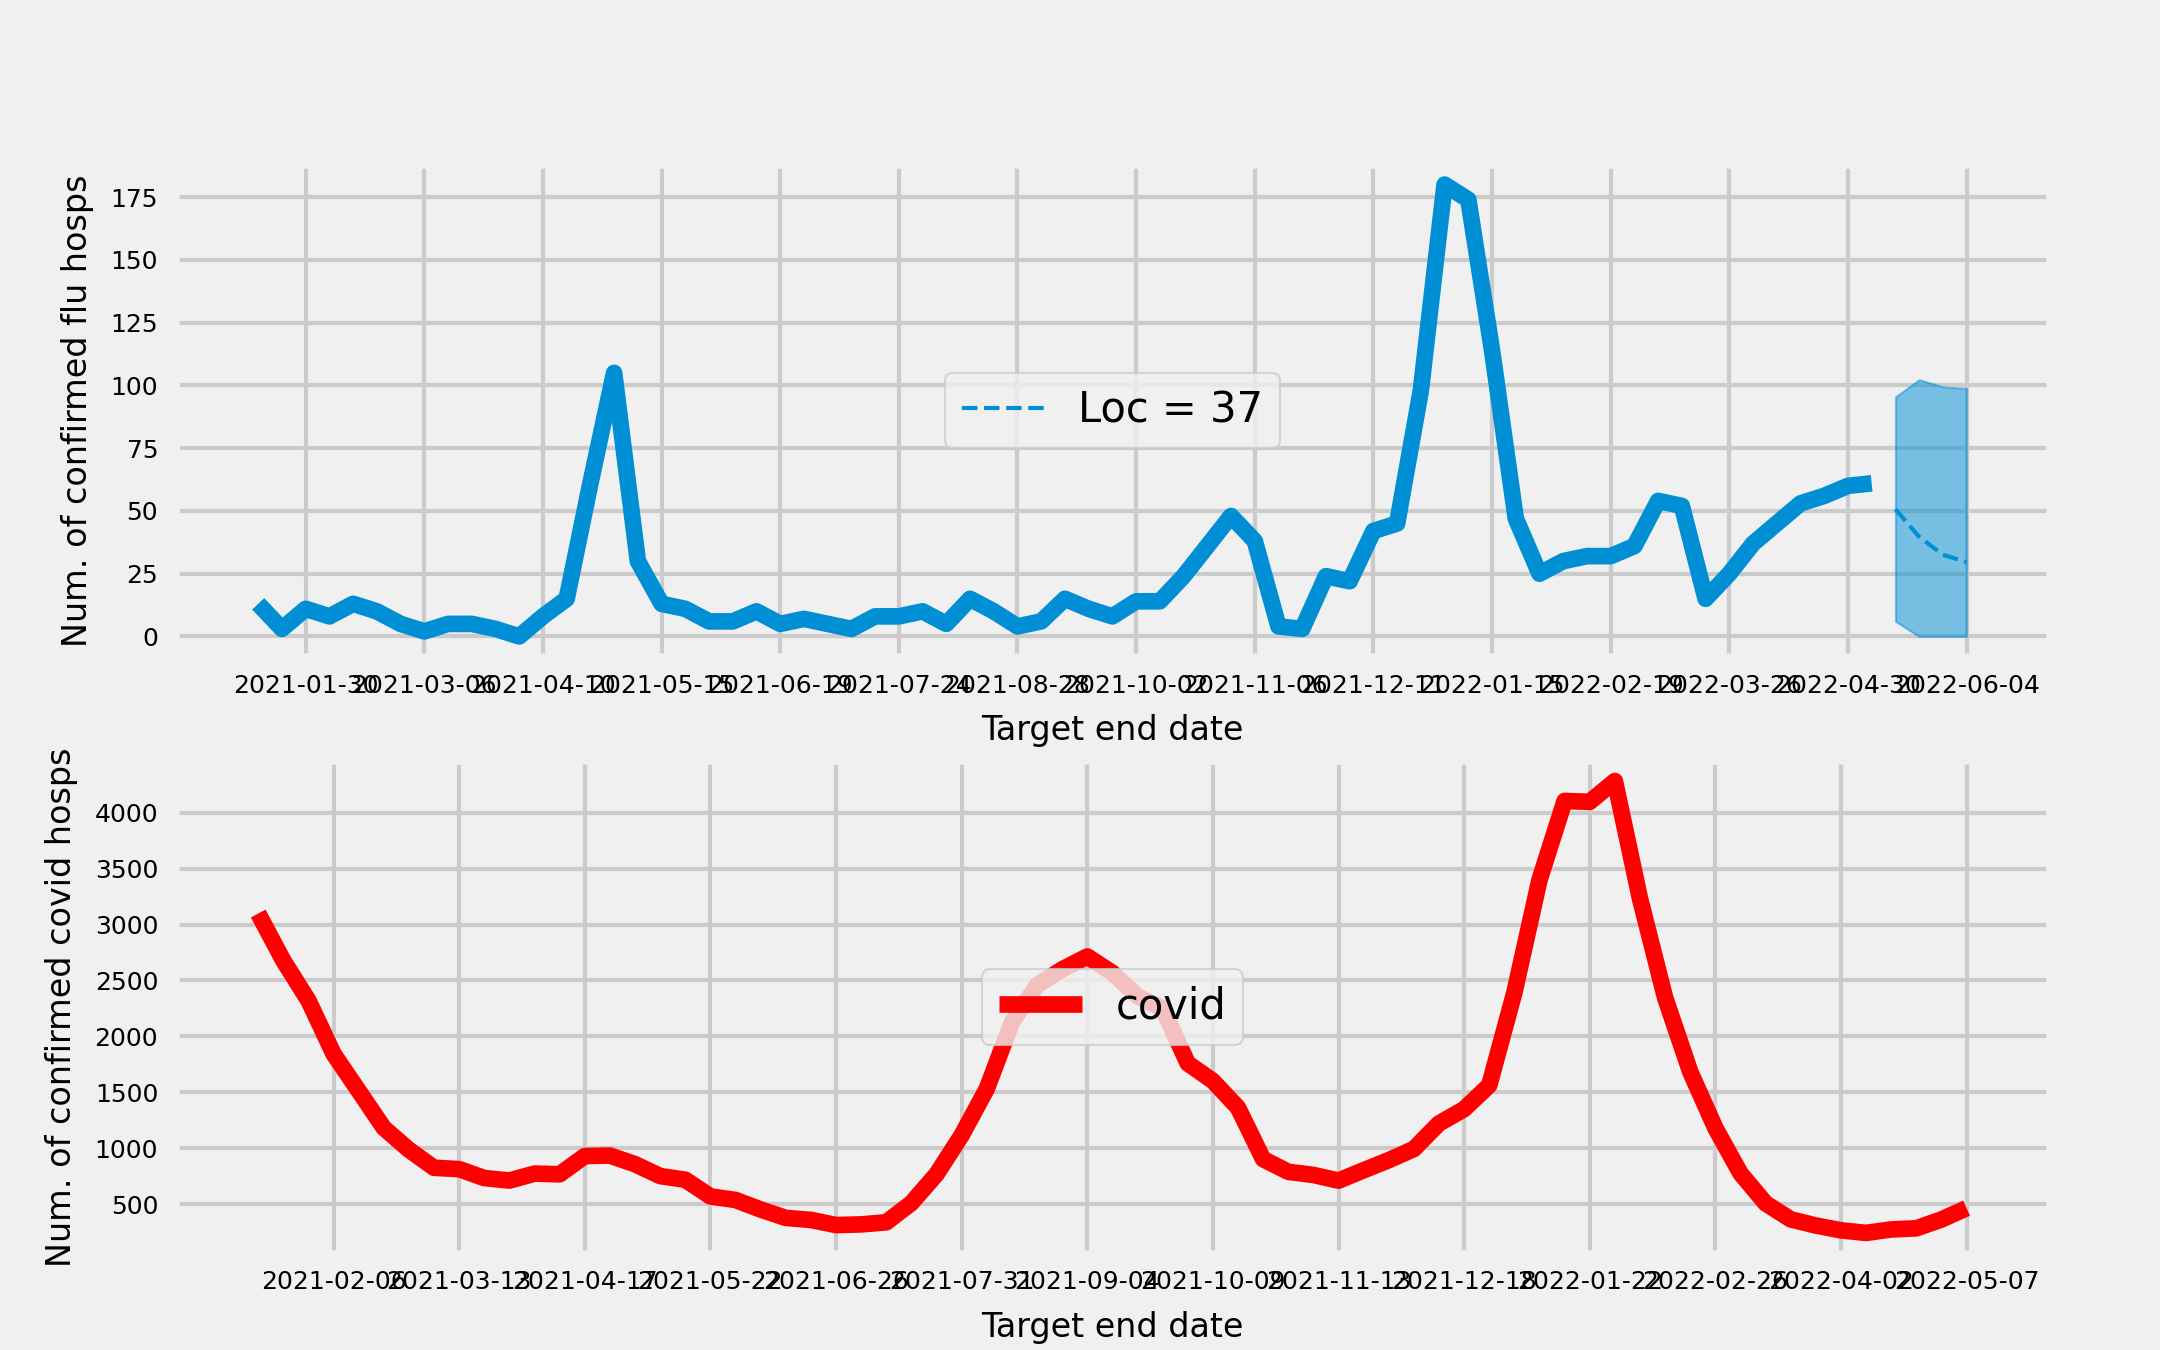 Num. of confirmed flu hosps
175
150
125
100
75
50
25
0
Loc = 37
2021-01-30 2021-03-06 2021-04-10 2021-05-15 2021-06-19 2021-07-24 2021-08-28 2021-10-02 2021-11-06 2021-12-11 2022-01-15 2022-02-19 2022-03-26 2022-04-30 2022-06-04
Target end date
Num. of confirmed covid hosps
4000
3500
3000
2500
2000
1500
1000
500
covid
2021-02-06 2021-03-13 2021-04-17 2021-05-22 2021-06-26 2021-07-31 2021-09-04 2021-10-09 2021-11-13 2021-12-18 2022-01-22 2022-02-26 2022-04-02 2022-05-07
Target end date